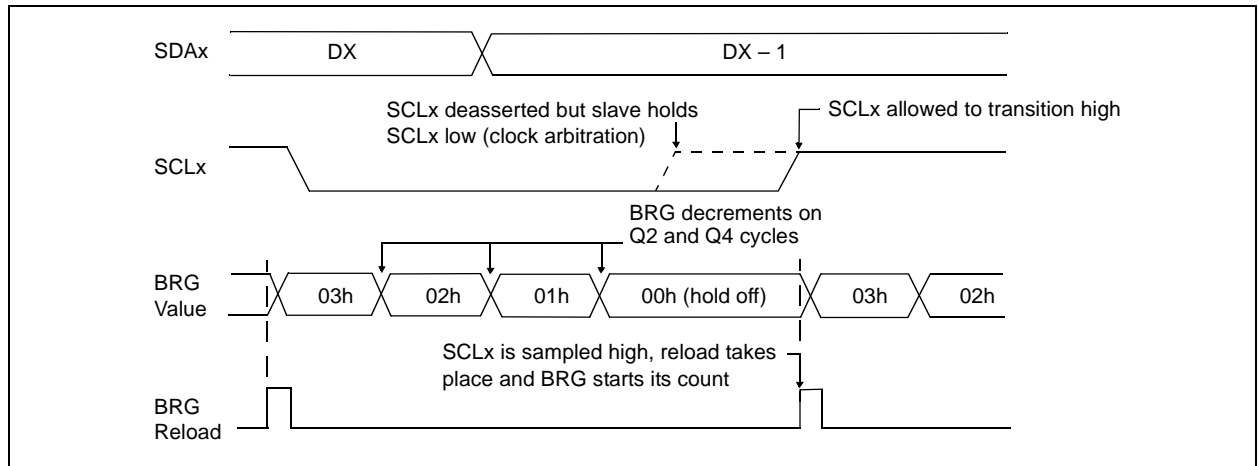 SDAx
DX
DX – 1
SCLx deasserted but slave holds
SCLx low (clock arbitration)
SCLx allowed to transition high
SCLx
BRG decrements on
Q2 and Q4 cycles
BRG
Value
03h
02h
01h
00h (hold off)
03h
02h
SCLx is sampled high, reload takes
place and BRG starts its count
BRG
Reload